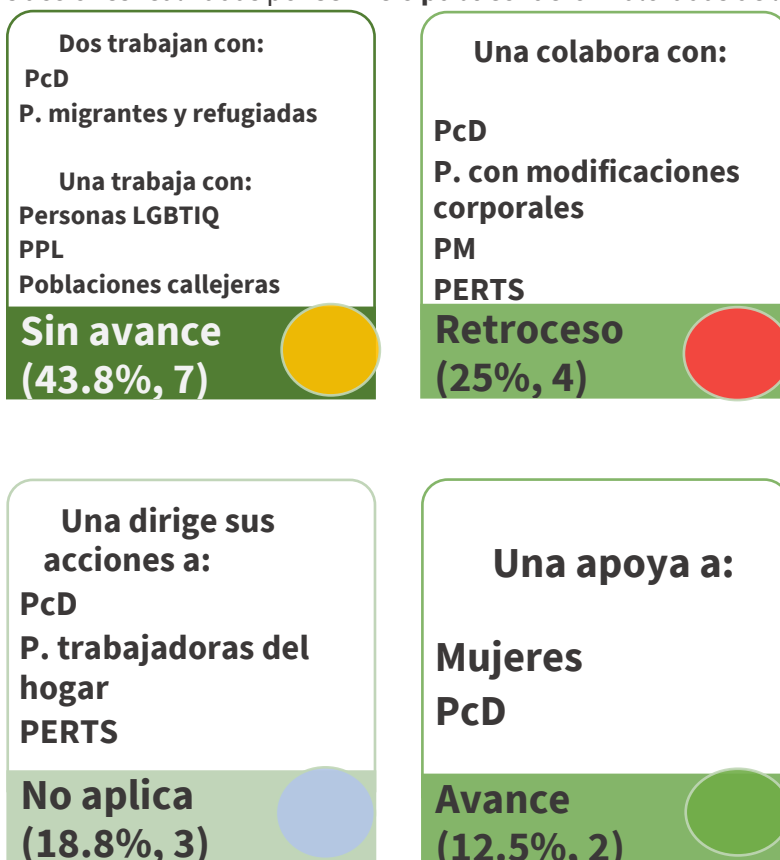 Dos trabajan con:
PcD
P. migrantes y refugiadas
Una trabaja con:
Personas LGBTIQ
PPL
Poblaciones callejeras
Sin avance
(43.8%, 7)
Una colabora con:
PcD
P. con modificaciones
corporales
PM
PERTS
Retroceso
(25%, 4)
Una dirige sus
acciones a:
PcD
P. trabajadoras del
hogar
PERTS
No aplica
(18.8%, 3)
Una apoya a:
Mujeres
PcD
Avance
(12.5%, 2)